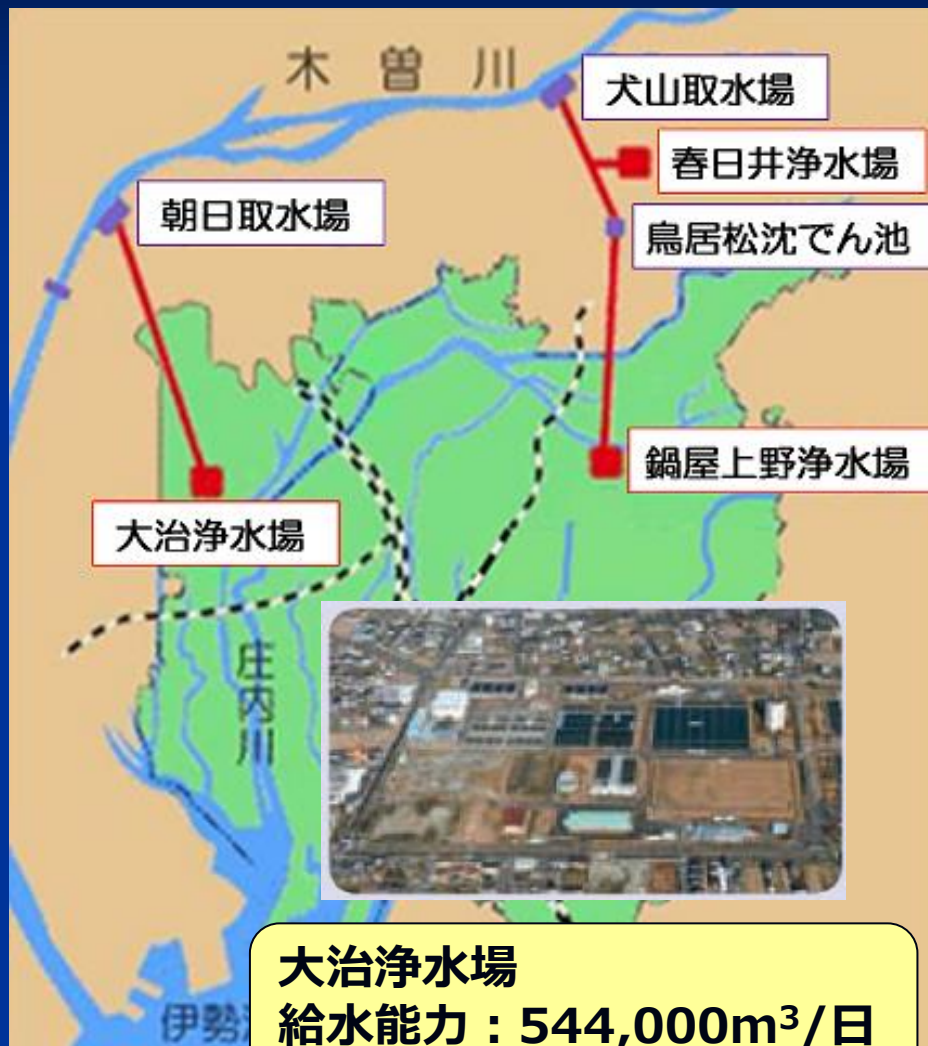 木曽川
犬山取水場
春日井浄水場
朝日取水場
鳥居松沈でん池
鍋屋上野浄水場
大治浄水場
庄内川
伊勢
大治浄水場
給水能力：544,000m³/日